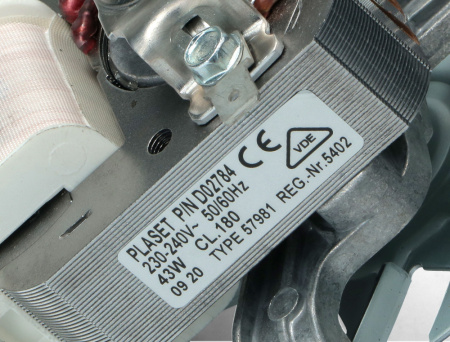 PLASET P/N D02784 CE
230-240V~ 50/60Hz VDE
43W CL.180
09 20 TYPE 57981 REG.-Nr.5402